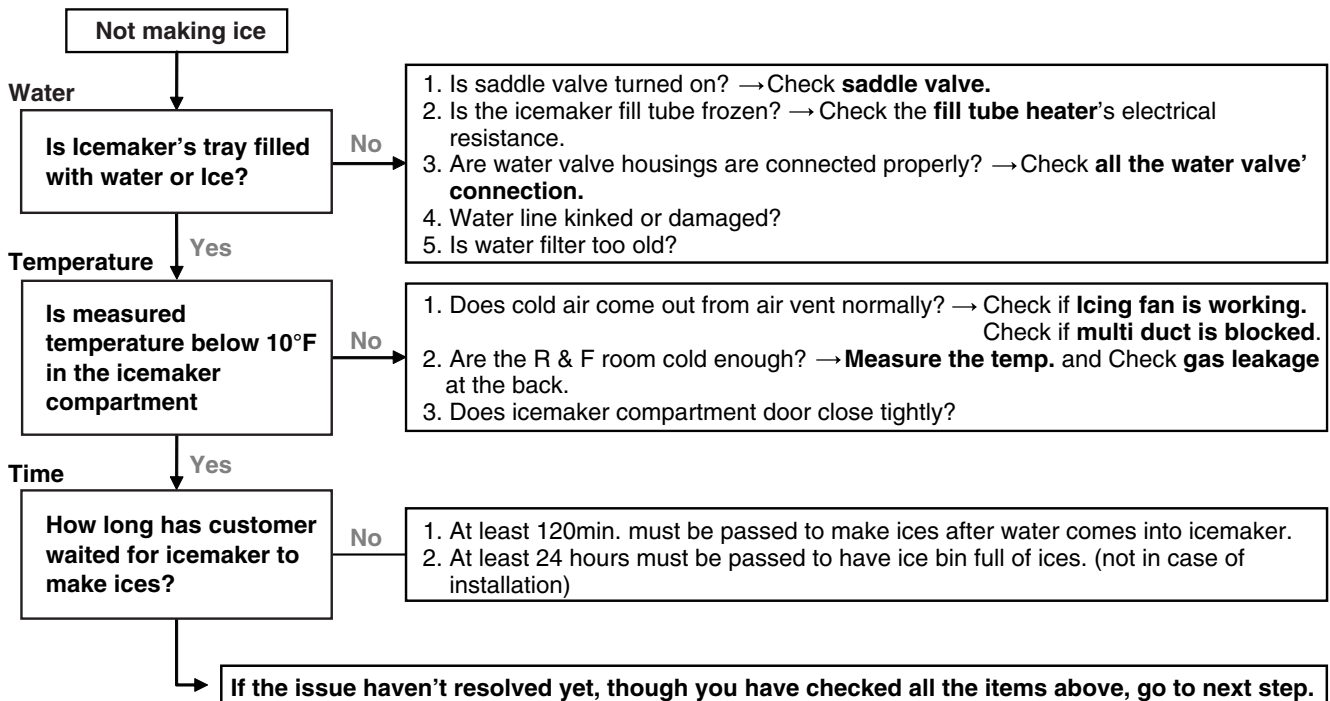 Not making ice
Water
Is Icemaker's tray filled
with water or Ice?
No
1. Is saddle valve turned on? → Check saddle valve.
2. Is the icemaker fill tube frozen? → Check the fill tube heater's electrical
resistance.
3. Are water valve housings are connected properly? → Check all the water valve'
connection.
4. Water line kinked or damaged?
5. Is water filter too old?
Yes
Temperature
Is measured
temperature below 10°F
in the icemaker
compartment
No
1. Does cold air come out from air vent normally? → Check if Icing fan is working.
Check if multi duct is blocked.
2. Are the R & F room cold enough? → Measure the temp. and Check gas leakage
at the back.
3. Does icemaker compartment door close tightly?
Yes
Time
How long has customer
waited for icemaker to
make ices?
No
1. At least 120min. must be passed to make ices after water comes into icemaker.
2. At least 24 hours must be passed to have ice bin full of ices. (not in case of
installation)
If the issue haven't resolved yet, though you have checked all the items above, go to next step.